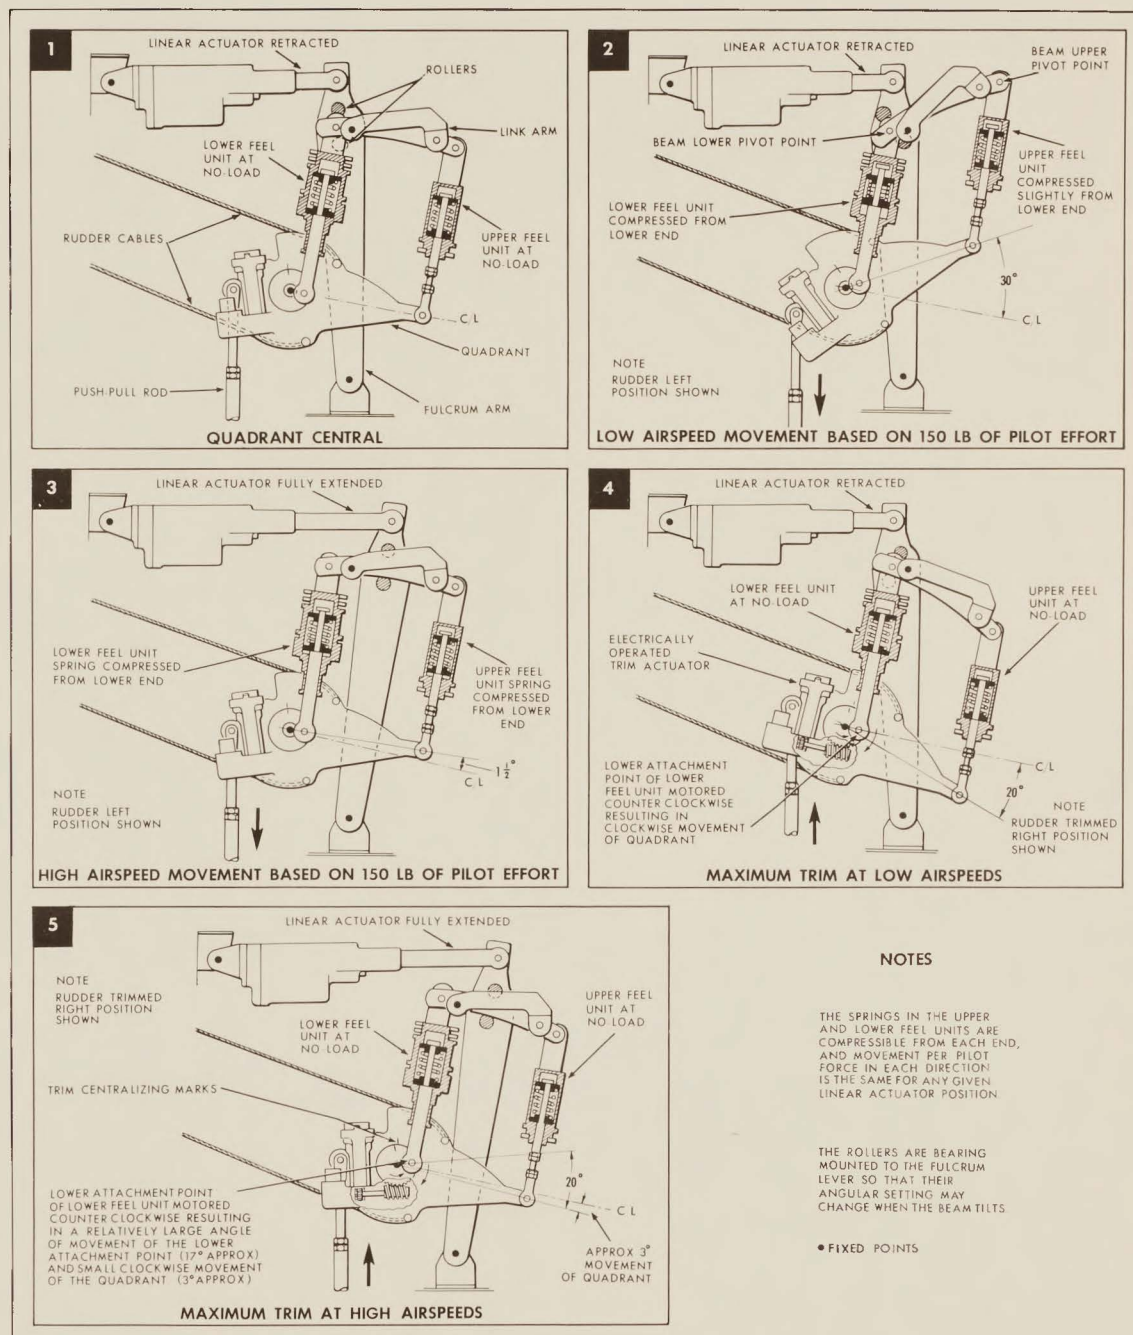 1
LINEAR ACTUATOR RETRACTED
ROLLERS
LINK ARM
LOWER FEEL
UNIT AT
NO-LOAD
RUDDER CABLES
UPPER FEEL
UNIT AT
NO-LOAD
C/L
QUADRANT
PUSH-PULL ROD
FULCRUM ARM
QUADRANT CENTRAL
2
LINEAR ACTUATOR RETRACTED
BEAM UPPER
PIVOT POINT
BEAM LOWER PIVOT POINT
UPPER FEEL
UNIT
COMPRESSED
SLIGHTLY FROM
LOWER END
LOWER FEEL UNIT
COMPRESSED FROM
LOWER END
30°
C/L
NOTE
RUDDER LEFT
POSITION SHOWN
LOW AIRSPEED MOVEMENT BASED ON 150 LB OF PILOT EFFORT
3
LINEAR ACTUATOR FULLY EXTENDED
LOWER FEEL UNIT
SPRING COMPRESSED
FROM LOWER END
UPPER FEEL
UNIT SPRING
COMPRESSED
FROM LOWER
END
1 1/2°
C/L
NOTE
RUDDER LEFT
POSITION SHOWN
HIGH AIRSPEED MOVEMENT BASED ON 150 LB OF PILOT EFFORT
4
LINEAR ACTUATOR RETRACTED
LOWER FEEL UNIT
AT NO-LOAD
UPPER FEEL
UNIT AT
NO-LOAD
ELECTRICALLY
OPERATED
TRIM ACTUATOR
LOWER ATTACHMENT
POINT OF LOWER
FEEL UNIT MOTORED
COUNTER CLOCKWISE
RESULTING IN
CLOCKWISE MOVEMENT
OF QUADRANT
C/L
20°
NOTE
RUDDER TRIMMED
RIGHT POSITION
SHOWN
MAXIMUM TRIM AT LOW AIRSPEEDS
5
LINEAR ACTUATOR FULLY EXTENDED
NOTE
RUDDER TRIMMED
RIGHT POSITION
SHOWN
LOWER FEEL
UNIT AT
NO LOAD
UPPER FEEL
UNIT AT
NO-LOAD
TRIM CENTRALIZING MARKS
LOWER ATTACHMENT POINT
OF LOWER FEEL UNIT MOTORED
COUNTER CLOCKWISE RESULTING
IN A RELATIVELY LARGE ANGLE
OF MOVEMENT OF THE LOWER
ATTACHMENT POINT (17° APPROX)
AND SMALL CLOCKWISE MOVEMENT
OF THE QUADRANT (3° APPROX)
20°
C/L
APPROX 3°
MOVEMENT
OF QUADRANT
MAXIMUM TRIM AT HIGH AIRSPEEDS
NOTES
THE SPRINGS IN THE UPPER
AND LOWER FEEL UNITS ARE
COMPRESSIBLE FROM EACH END,
AND MOVEMENT PER PILOT
FORCE IN EACH DIRECTION
IS THE SAME FOR ANY GIVEN
LINEAR ACTUATOR POSITION
THE ROLLERS ARE BEARING
MOUNTED TO THE FULCRUM
LEVER SO THAT THEIR
ANGULAR SETTING MAY
CHANGE WHEN THE BEAM TILTS
• FIXED POINTS